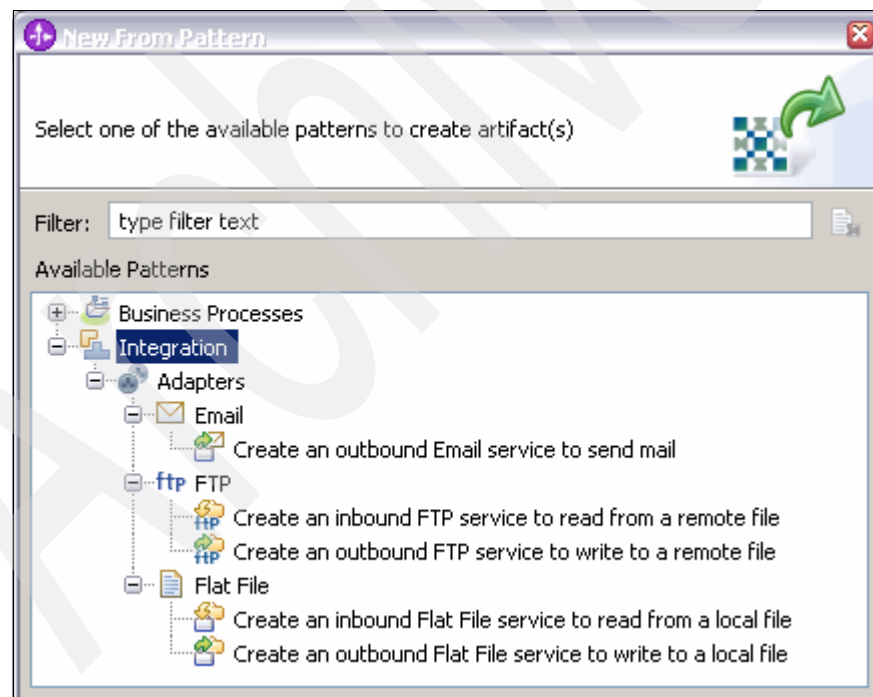 New From Pattern
Select one of the available patterns to create artifact(s)
Filter: type filter text
Available Patterns
Business Processes
Integration
Adapters
Email
Create an outbound Email service to send mail
ftp FTP
ftp Create an inbound FTP service to read from a remote file
ftp Create an outbound FTP service to write to a remote file
Flat File
Create an inbound Flat File service to read from a local file
Create an outbound Flat File service to write to a local file